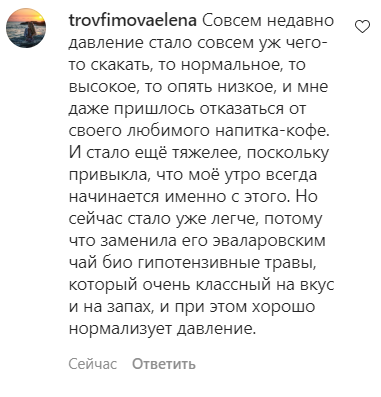 trovfimovaelena Совсем недавно
давление стало совсем уж чего-
то скакать, то нормальное, то
высокое, то опять низкое, и мне
даже пришлось отказаться от
своего любимого напитка-кофе.
И стало ещё тяжелее, поскольку
привыкла, что моё утро всегда
начинается именно с этого. Но
сейчас стало уже легче, потому
что заменила его эваларовским
чай био гипотензивные травы,
который очень классный на вкус
и на запах, и при этом хорошо
нормализует давление.
Сейчас Ответить